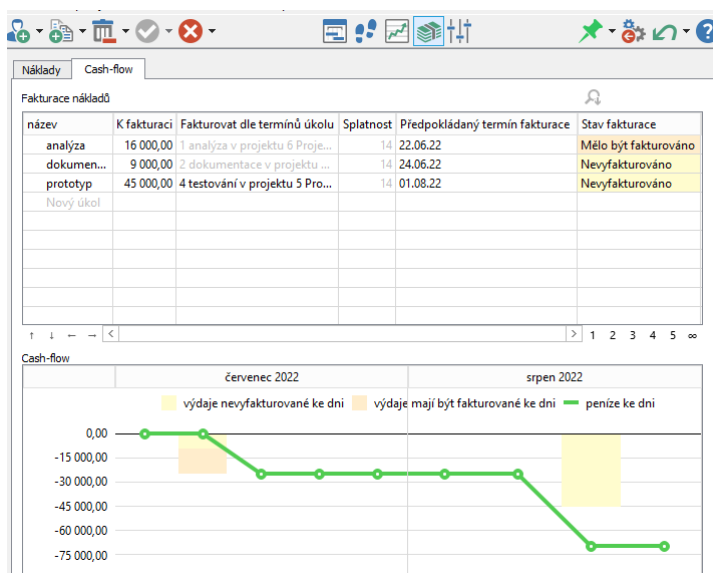 Náklady Cash-flow
Fakturace nákladů
název K fakturaci Fakturovat dle termínů úkolu Splatnost Předpokládaný termín fakturace Stav fakturace
analýza 16 000,00 1 analýza v projektu 6 Proje... 14 22.06.22 Mělo být fakturováno
dokumen... 9 000,00 2 dokumentace v projektu ... 14 24.06.22 Nevyfakturováno
prototyp 45 000,00 4 testování v projektu 5 Pro... 14 01.08.22 Nevyfakturováno
Nový úkol
↑ ↓ ← → < > 1 2 3 4 5 ∞
Cash-flow
červenec 2022 srpen 2022
výdaje nevyfakturované ke dni výdaje mají být fakturované ke dni peníze ke dni
0,00
-15 000,00
-30 000,00
-45 000,00
-60 000,00
-75 000,00